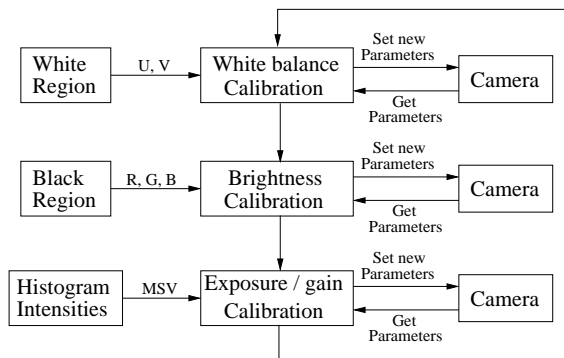 White
Region
U, V
White balance
Calibration
Set new
Parameters
Get
Parameters
Camera
Black
Region
R, G, B
Brightness
Calibration
Set new
Parameters
Get
Parameters
Camera
Histogram
Intensities
MSV
Exposure / gain
Calibration
Set new
Parameters
Get
Parameters
Camera